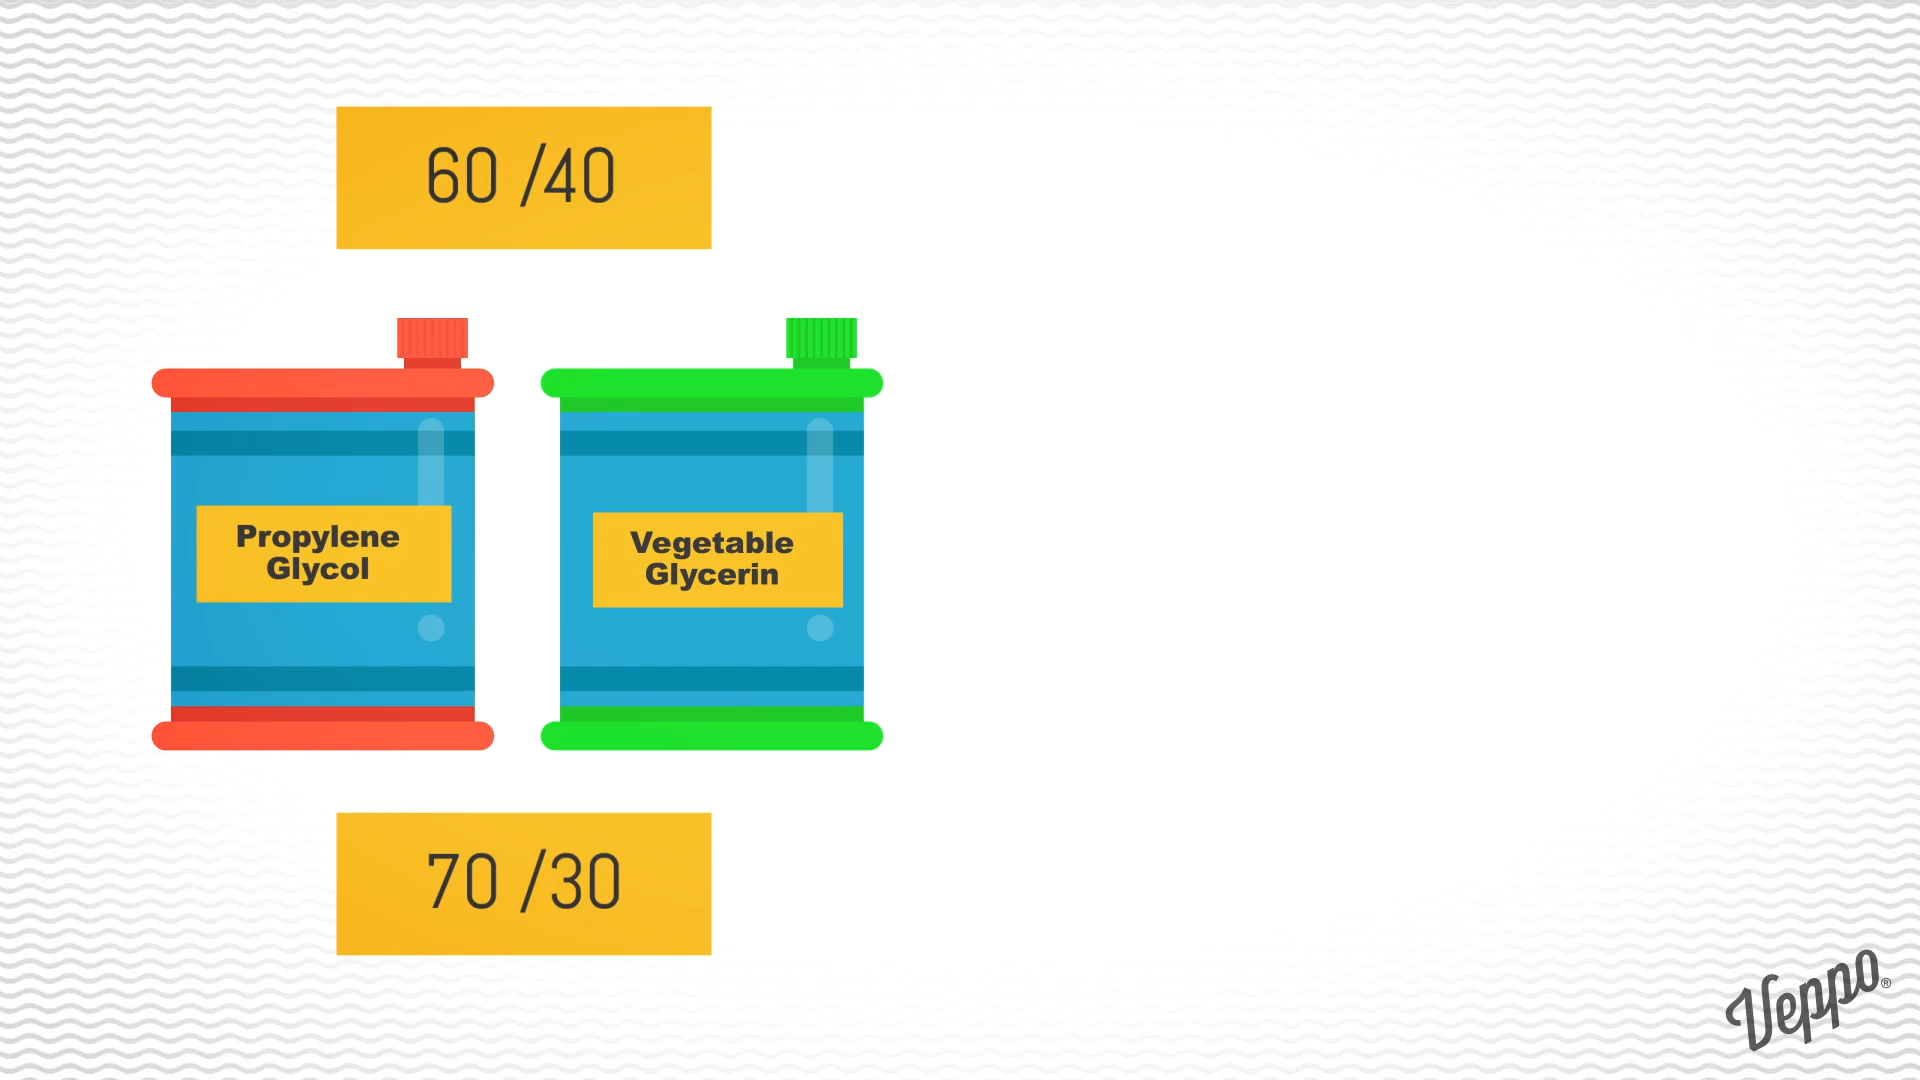 60 /40
Propylene
Glycol
Vegetable
Glycerin
70 /30
Veppo®